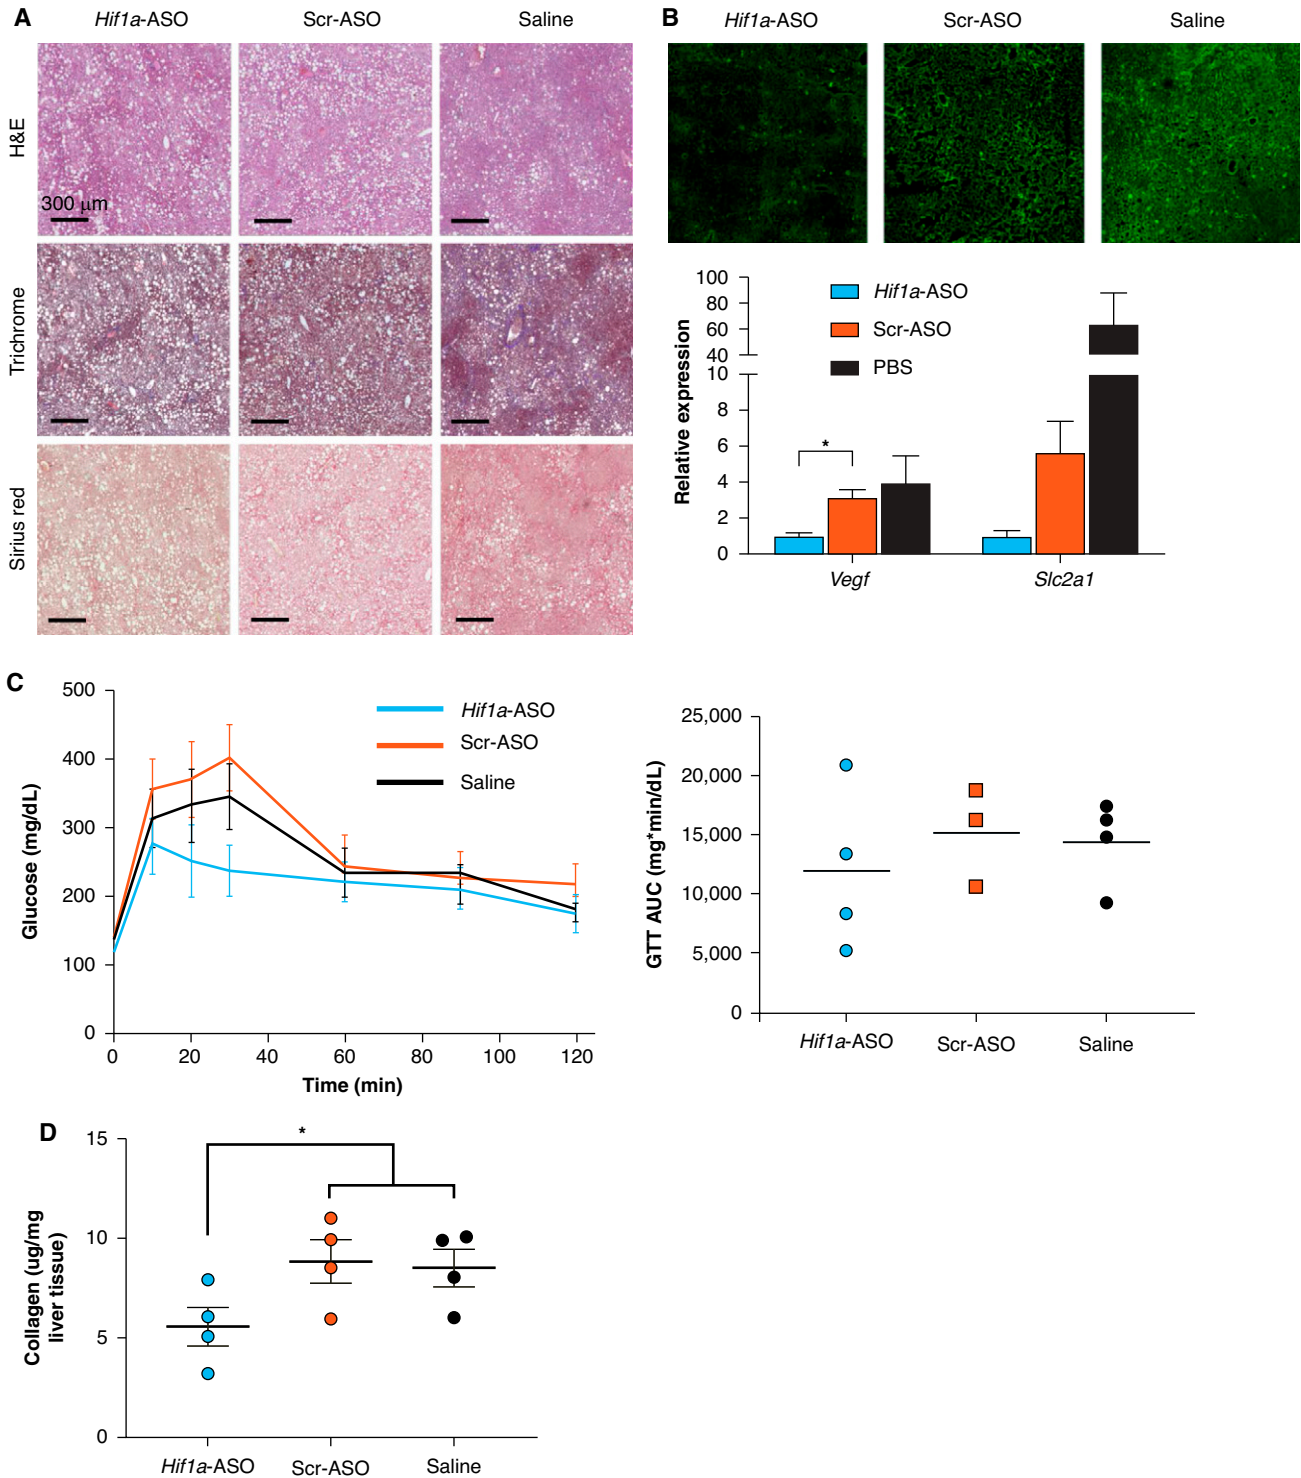 A
Hif1a-ASO
Scr-ASO
Saline
H&E
300 μm
Trichrome
Sirius red
B
Hif1a-ASO
Scr-ASO
Saline
Relative expression
100
80
60
40
10
8
6
4
2
0
Hif1a-ASO
Scr-ASO
PBS
*
Vegf
Slc2a1
C
Glucose (mg/dL)
500
400
300
200
100
0
Hif1a-ASO
Scr-ASO
Saline
0
20
40
60
80
100
120
Time (min)
GTT AUC (mg*min/dL)
25,000
20,000
15,000
10,000
5,000
0
Hif1a-ASO
Scr-ASO
Saline
D
Collagen (ug/mg
liver tissue)
15
10
5
0
*
Hif1a-ASO
Scr-ASO
Saline